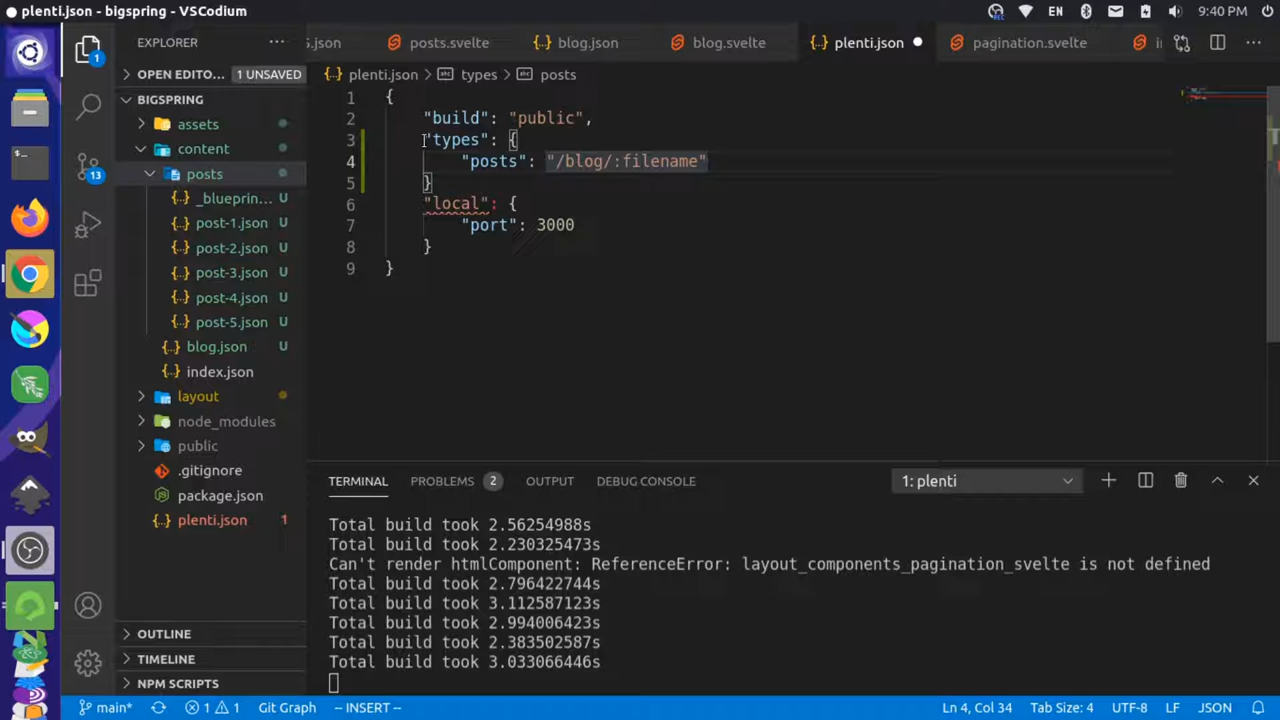 plenti.json - bigspring - VSCodium
EN
9:40 PM
EXPLORER
.json
posts.svelte
blog.json
blog.svelte
plenti.json
pagination.svelte
OPEN EDITO... 1 UNSAVED
plenti.json > types > posts
BIGSPRING
assets
content
posts
_blueprin... U
post-1.json U
post-2.json U
post-3.json U
post-4.json U
post-5.json U
blog.json U
index.json
layout
node_modules
public
.gitignore
package.json
plenti.json 1
OUTLINE
TIMELINE
NPM SCRIPTS
1
13
1 {
2 "build": "public",
3 "types": {
4 "posts": "/blog/:filename"
5 }
6 "local": {
7 "port": 3000
8 }
9 }
TERMINAL PROBLEMS 2 OUTPUT DEBUG CONSOLE 1: plenti
Total build took 2.56254988s
Total build took 2.230325473s
Can't render htmlComponent: ReferenceError: layout_components_pagination_svelte is not defined
Total build took 2.796422744s
Total build took 3.112587123s
Total build took 2.994006423s
Total build took 2.383502587s
Total build took 3.033066446s
main* 1 1 Git Graph -- INSERT -- Ln 4, Col 34 Tab Size: 4 UTF-8 LF JSON